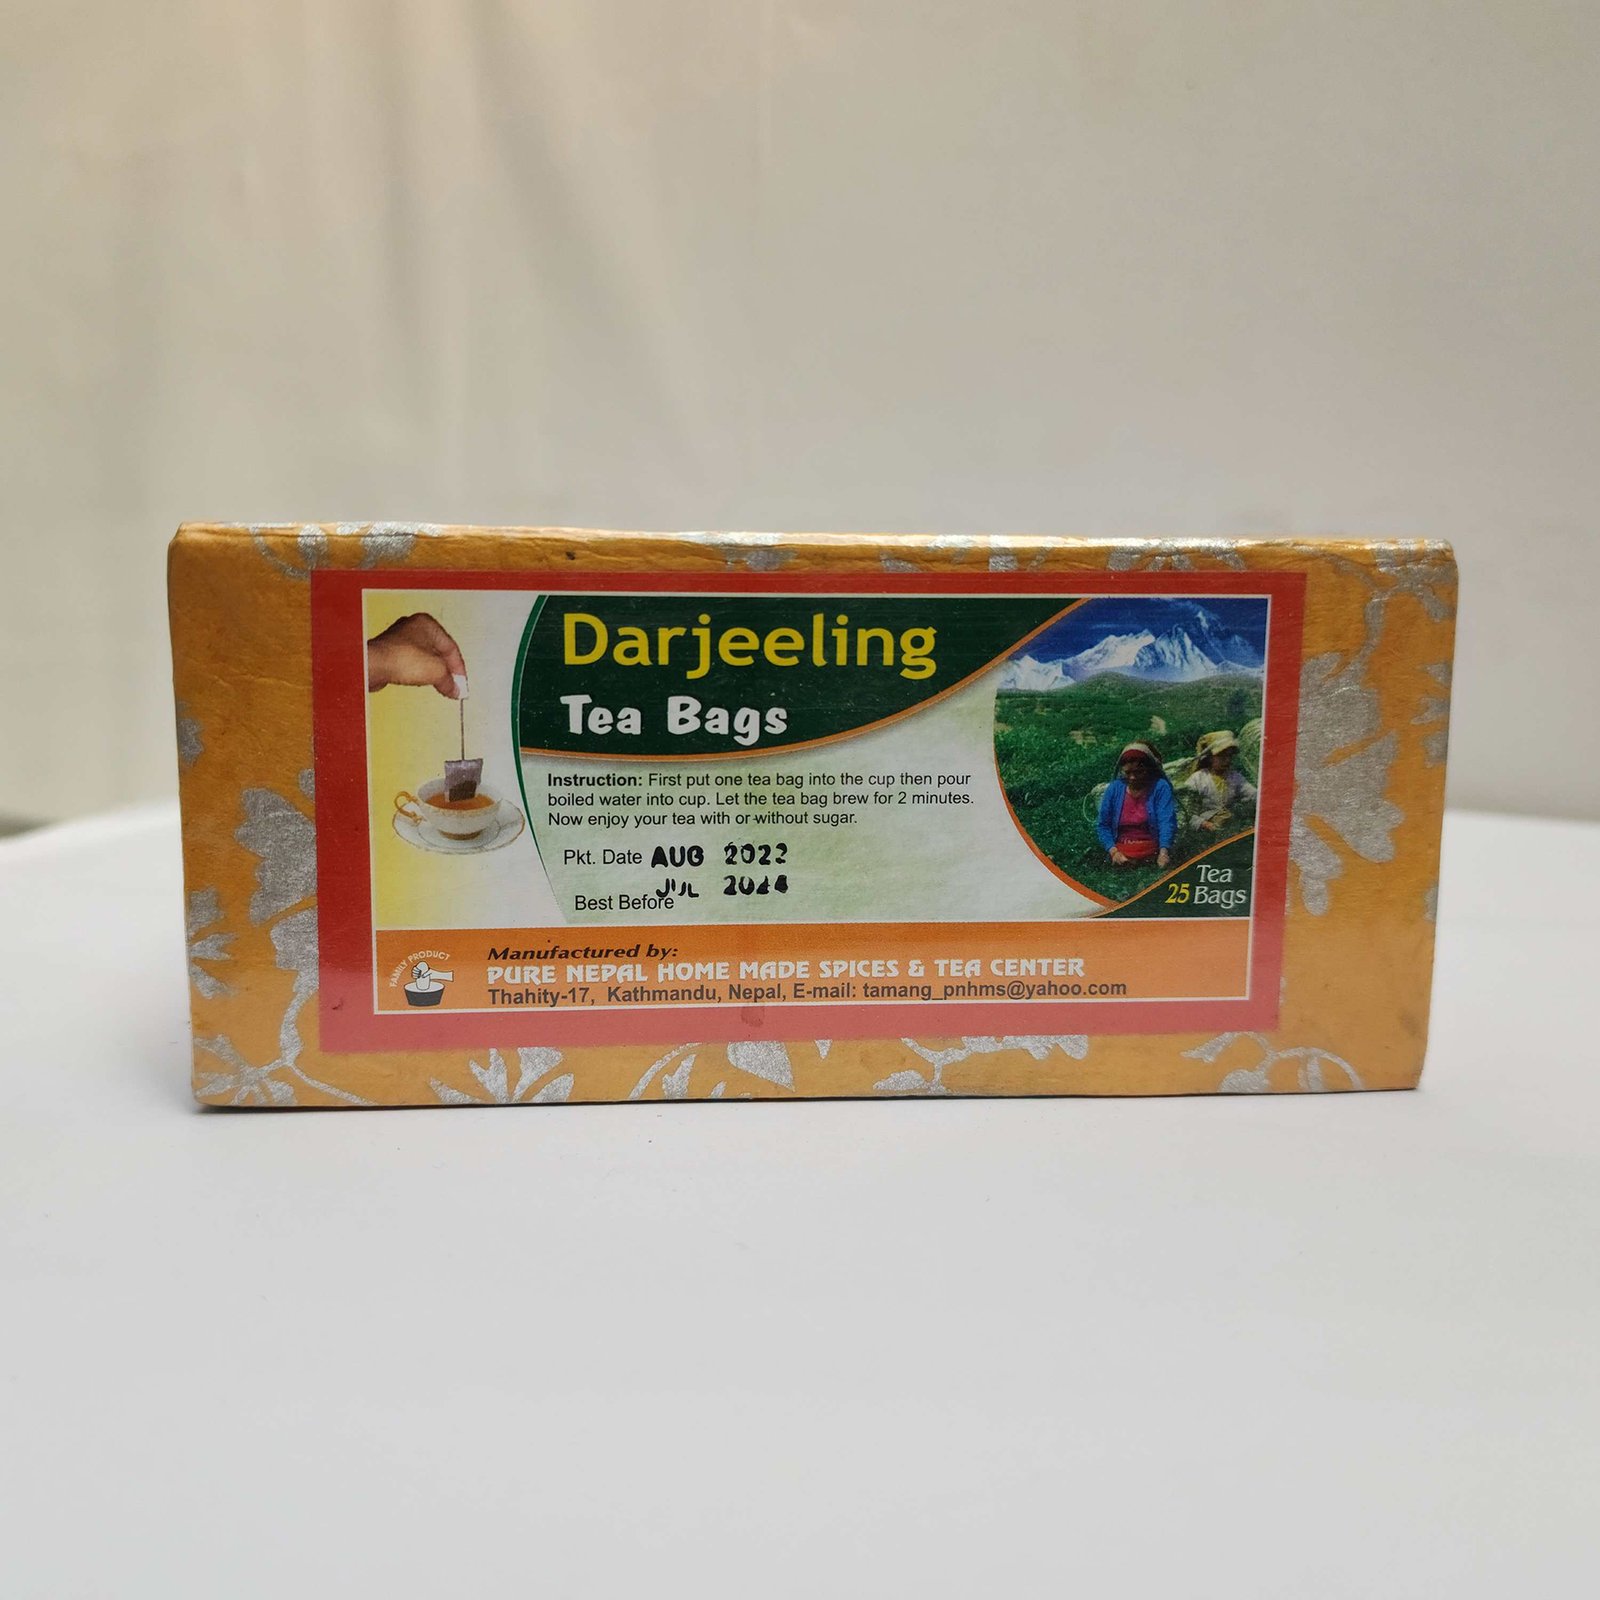 Darjeeling
Tea Bags
Instruction: First put one tea bag into the cup then pour
boiled water into cup. Let the tea bag brew for 2 minutes.
Now enjoy your tea with or without sugar.
Pkt. Date AUG 2022
Best Before JUL 2024
Tea
25 Bags
FAMILY PRODUCT
Manufactured by:
PURE NEPAL HOME MADE SPICES & TEA CENTER
Thahity-17, Kathmandu, Nepal, E-mail: tamang_pnhms@yahoo.com